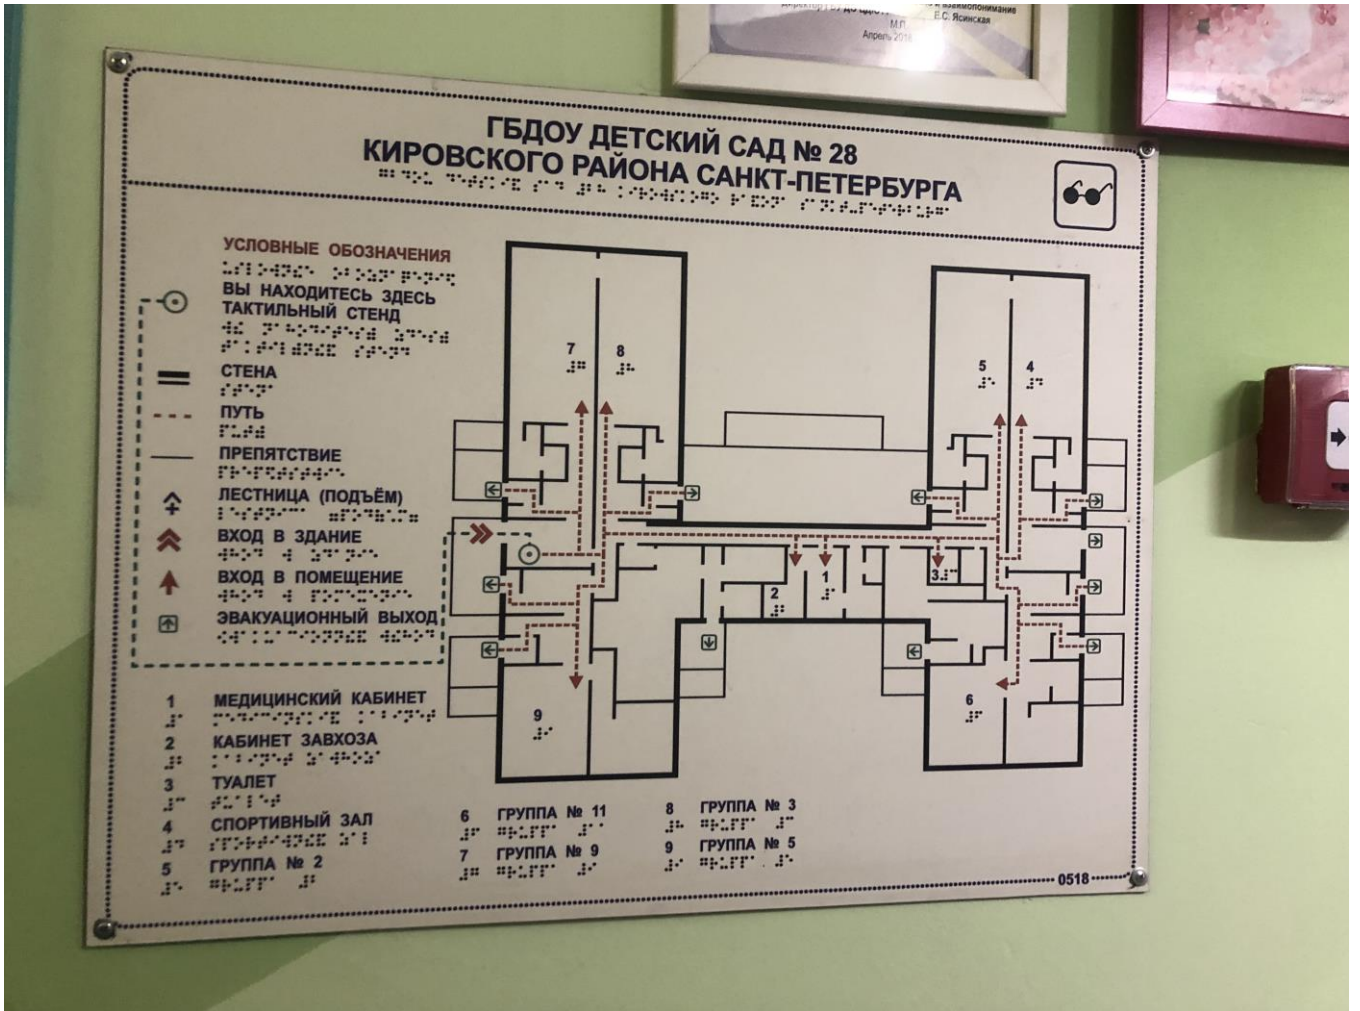 взаимопонимание
Е.С. Ясинская
М.П.
Апрель
ГБДОУ ДЕТСКИЙ САД № 28
КИРОВСКОГО РАЙОНА САНКТ-ПЕТЕРБУРГА
УСЛОВНЫЕ ОБОЗНАЧЕНИЯ
ВЫ НАХОДИТЕСЬ ЗДЕСЬ
ТАКТИЛЬНЫЙ СТЕНД
СТЕНА
ПУТЬ
ПРЕПЯТСТВИЕ
ЛЕСТНИЦА (ПОДЪЁМ)
ВХОД В ЗДАНИЕ
ВХОД В ПОМЕЩЕНИЕ
ЭВАКУАЦИОННЫЙ ВЫХОД
7 8 5 4
2 1 3
9 6
1 МЕДИЦИНСКИЙ КАБИНЕТ
2 КАБИНЕТ ЗАВХОЗА
3 ТУАЛЕТ
4 СПОРТИВНЫЙ ЗАЛ
5 ГРУППА № 2
6 ГРУППА № 11
7 ГРУППА № 9
8 ГРУППА № 3
9 ГРУППА № 5
0518